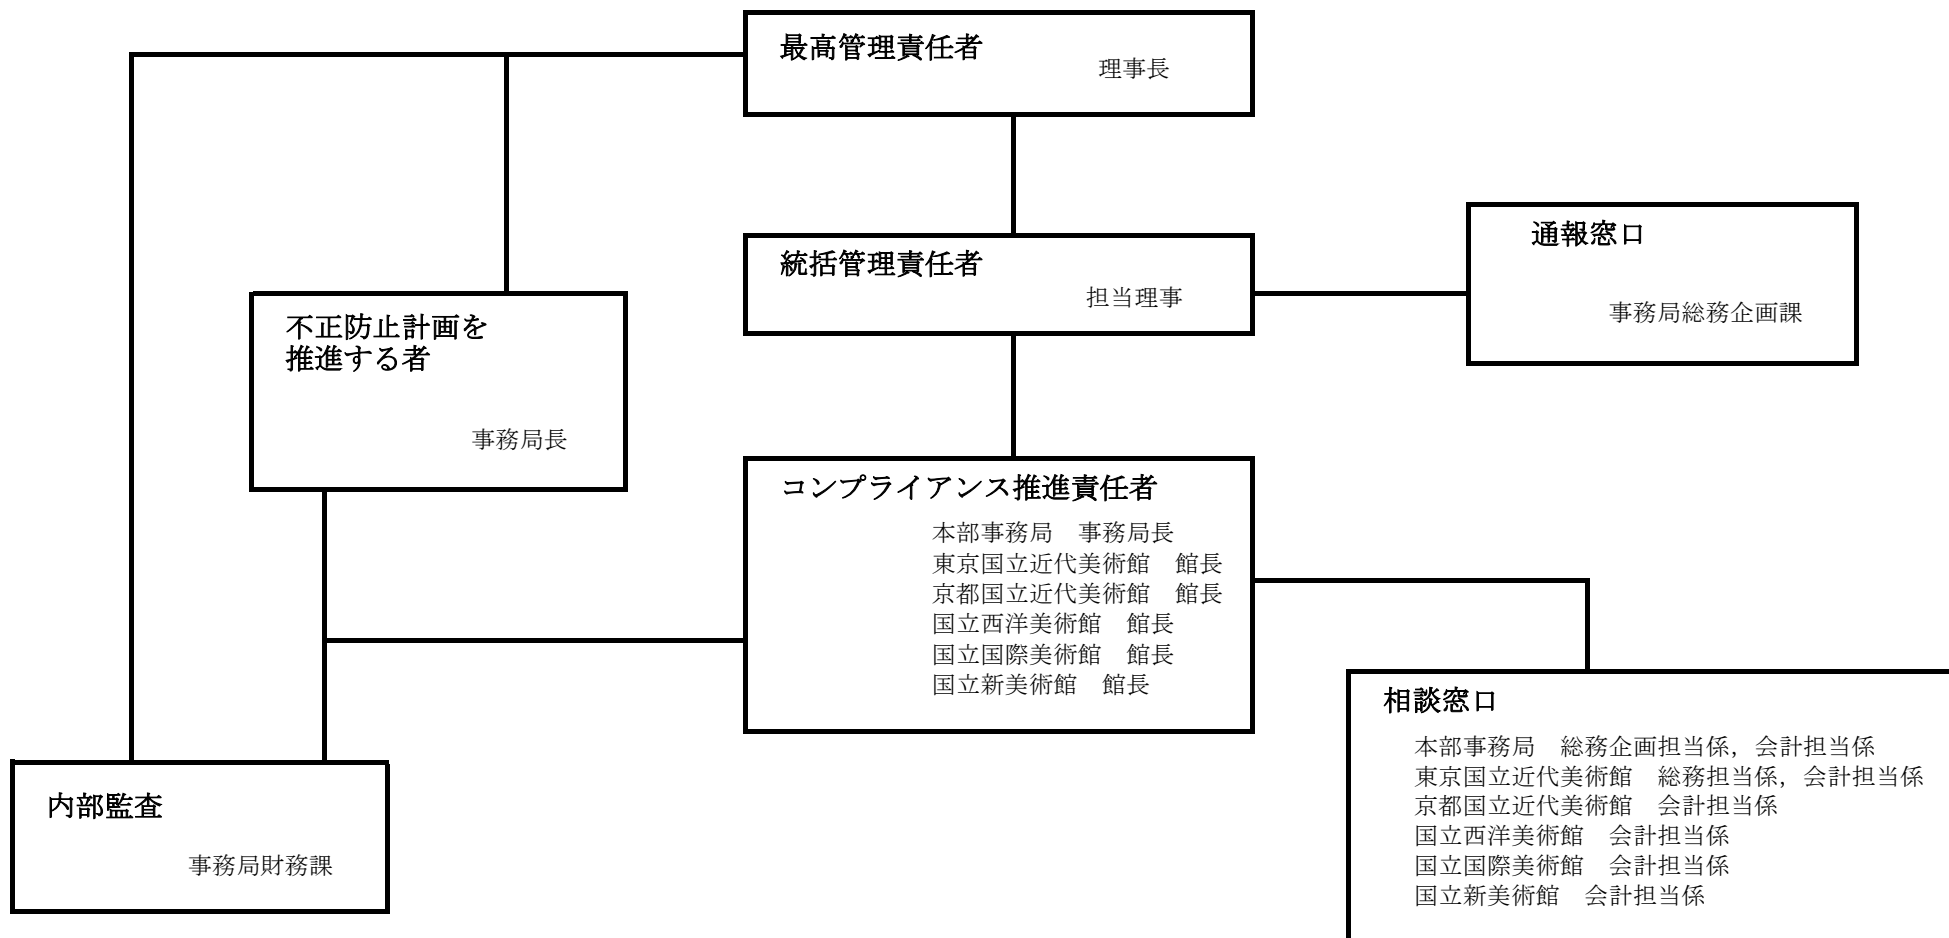 最高管理責任者
理事長
統括管理責任者
担当理事
通報窓口
事務局総務企画課
不正防止計画を
推進する者
事務局長
コンプライアンス推進責任者
本部事務局　事務局長
東京国立近代美術館　館長
京都国立近代美術館　館長
国立西洋美術館　館長
国立国際美術館　館長
国立新美術館　館長
相談窓口
本部事務局　総務企画担当係，会計担当係
東京国立近代美術館　総務担当係，会計担当係
京都国立近代美術館　会計担当係
国立西洋美術館　会計担当係
国立国際美術館　会計担当係
国立新美術館　会計担当係
内部監査
事務局財務課